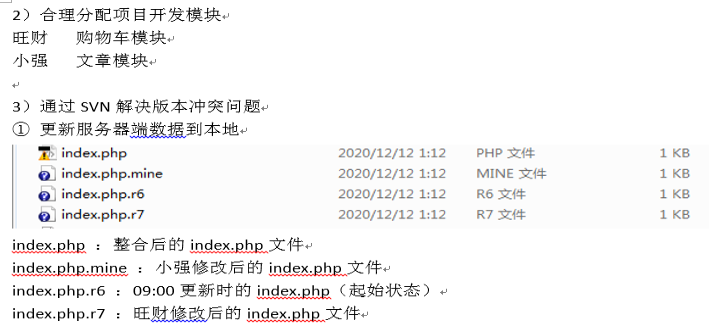 2）合理分配项目开发模块
旺财 购物车模块
小强 文章模块
3）通过 SVN 解决版本冲突问题
① 更新服务器端数据到本地
index.php 2020/12/12 1:12 PHP 文件 1 KB
index.php.mine 2020/12/12 1:12 MINE 文件 1 KB
index.php.r6 2020/12/12 1:12 R6 文件 1 KB
index.php.r7 2020/12/12 1:12 R7 文件 1 KB
index.php ：整合后的 index.php 文件
index.php.mine ：小强修改后的 index.php 文件
index.php.r6 ：09:00 更新时的 index.php（起始状态）
index.php.r7 ：旺财修改后的 index.php 文件